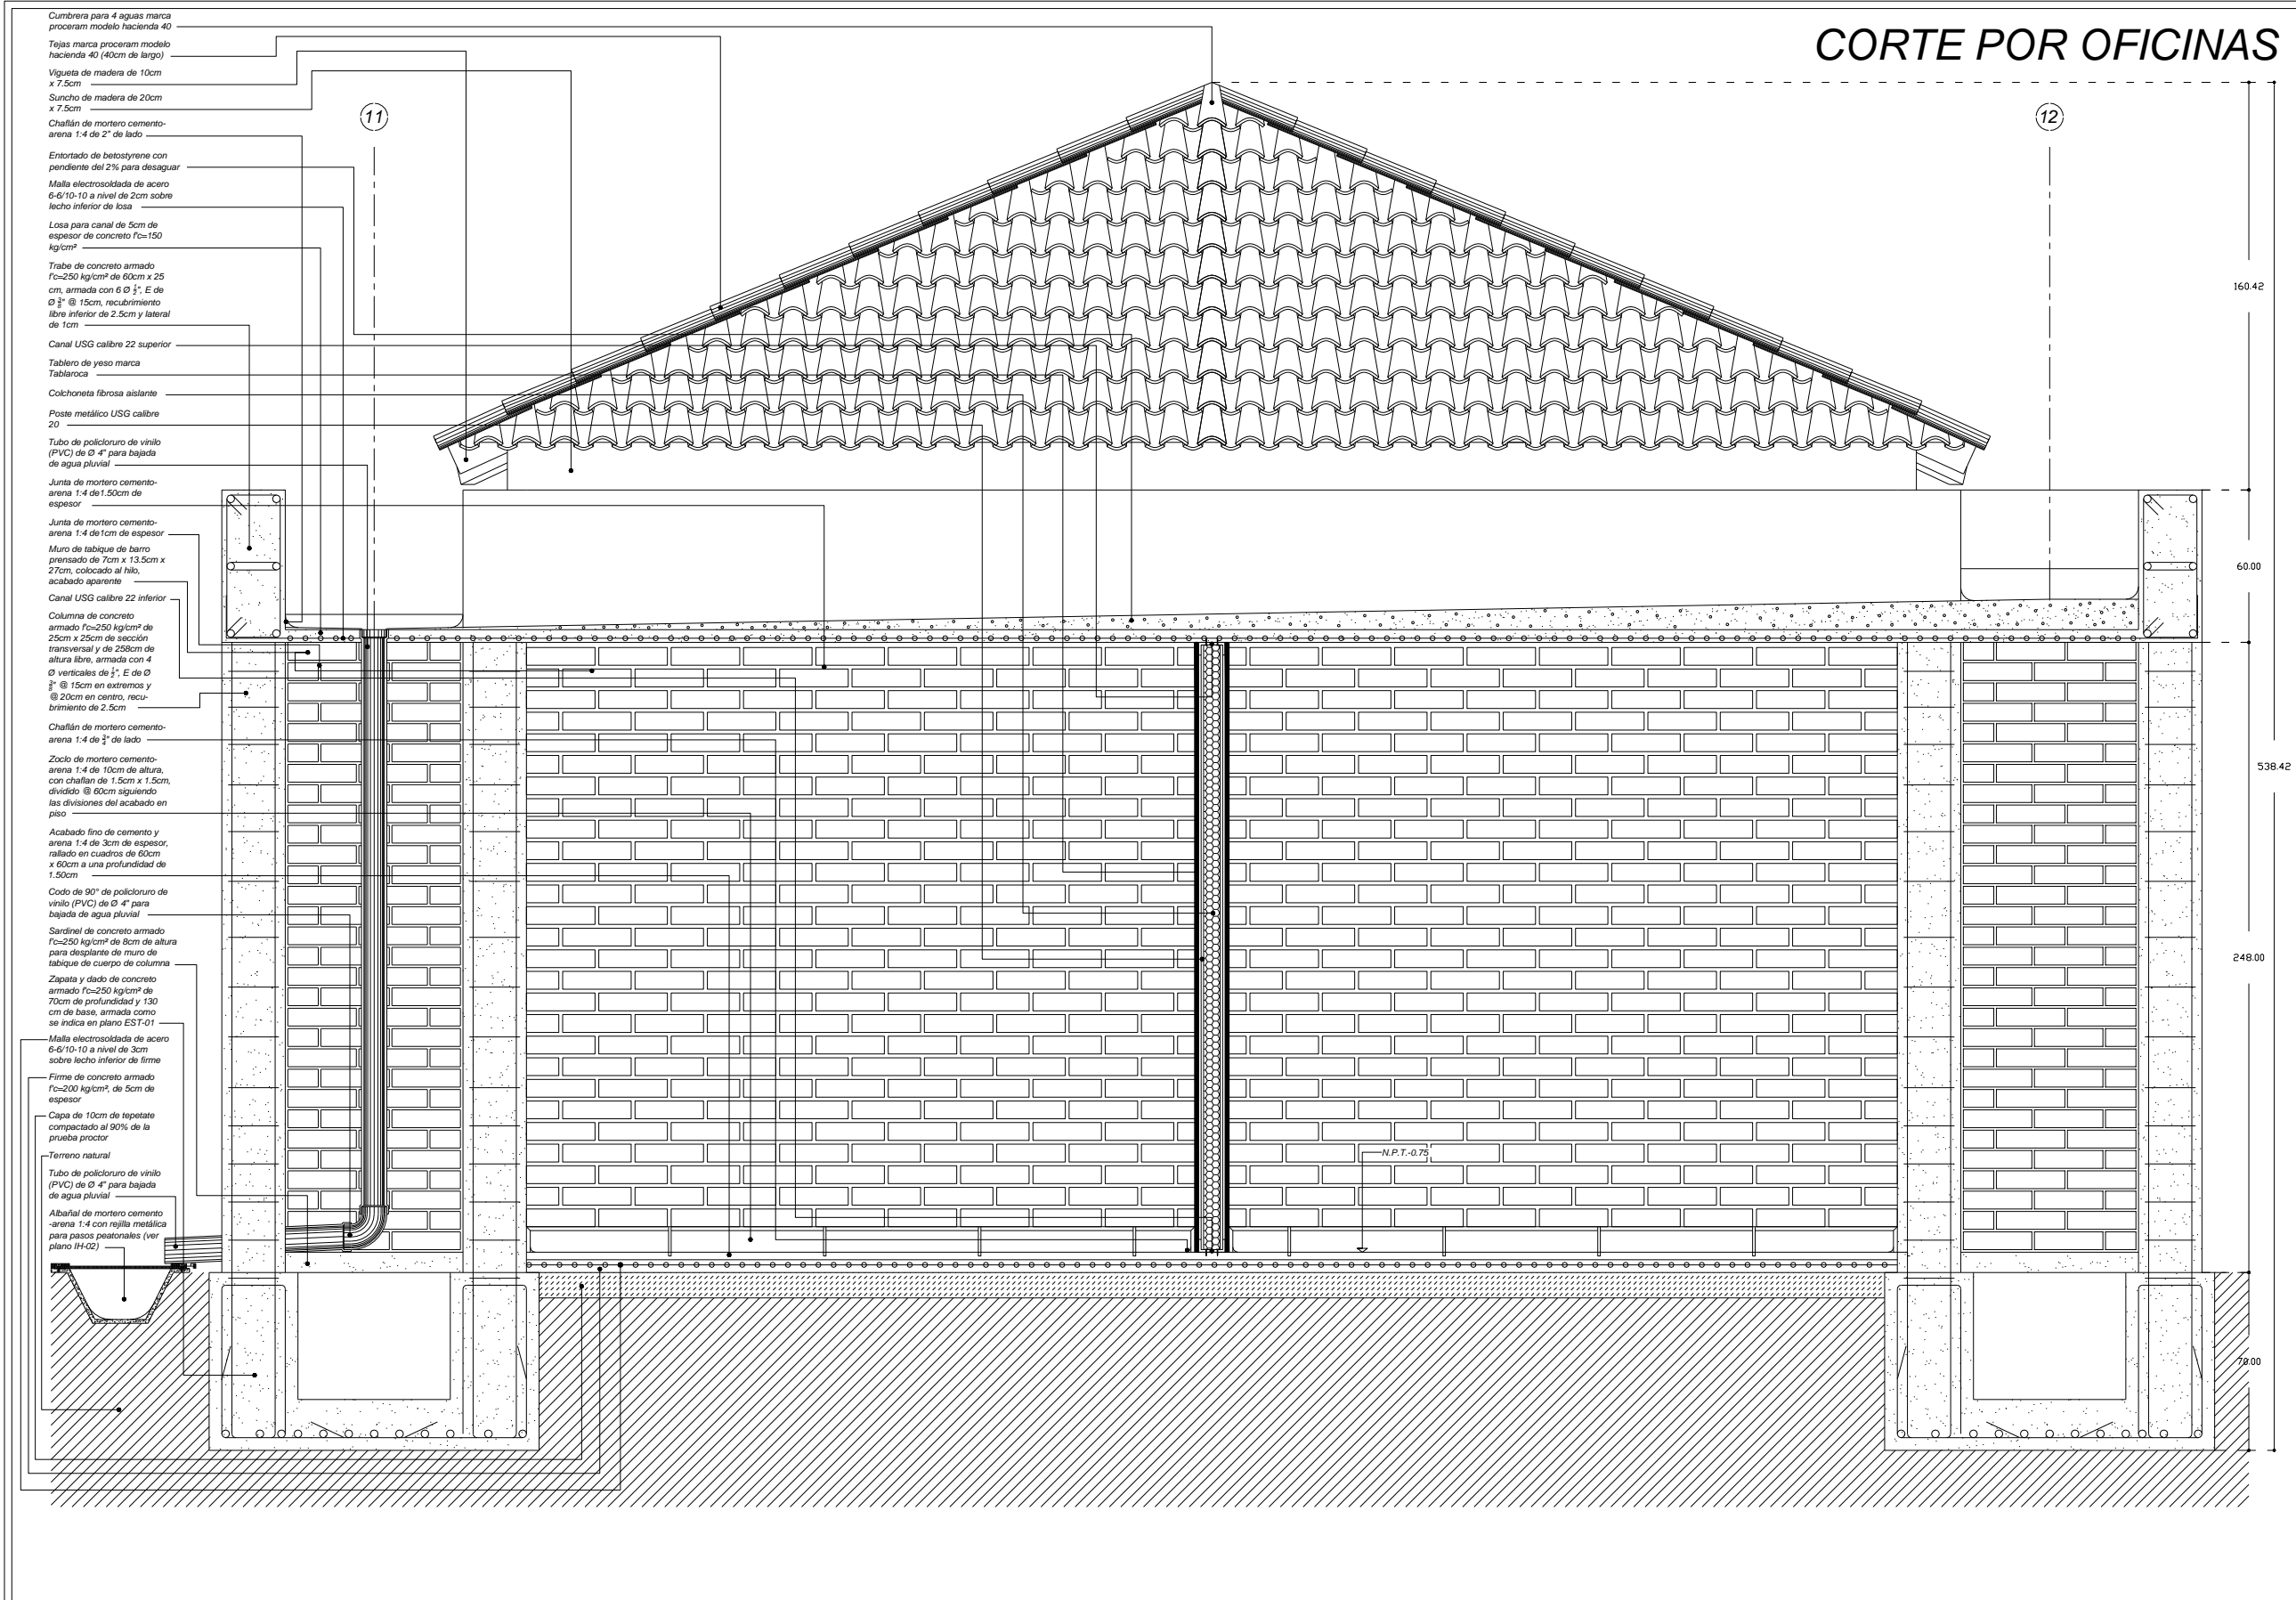 CORTE POR OFICINAS
Cumbrera para 4 aguas marca
proceram modelo hacienda 40
Tejas marca proceram modelo
hacienda 40 (40cm de largo)
Vigueta de madera de 10cm
x 7.5cm
Suncho de madera de 20cm
x 7.5cm
Chaflán de mortero cemento-
arena 1:4 de 2" de lado
Entortado de betostyrene con
pendiente del 2% para desaguar
Malla electrosoldada de acero
6-6/10-10 a nivel de 2cm sobre
lecho inferior de losa
Losa para canal de 5cm de
espesor de concreto f'c=150
kg/cm²
Trabe de concreto armado
f'c=250 kg/cm² de 60cm x 25
cm, armada con 6 Ø ½", E de
Ø ⅜" @ 15cm, recubrimiento
libre inferior de 2.5cm y lateral
de 1cm
Canal USG calibre 22 superior
Tablero de yeso marca
Tablaroca
Colchoneta fibrosa aislante
Poste metálico USG calibre
20
Tubo de policloruro de vinilo
(PVC) de Ø 4" para bajada
de agua pluvial
Junta de mortero cemento-
arena 1:4 de1.50cm de
espesor
Junta de mortero cemento-
arena 1:4 de1cm de espesor
Muro de tabique de barro
prensado de 7cm x 13.5cm x
27cm, colocado al hilo,
acabado aparente
Canal USG calibre 22 inferior
Columna de concreto
armado f'c=250 kg/cm² de
25cm x 25cm de sección
transversal y de 258cm de
altura libre, armada con 4
Ø verticales de ½", E de Ø
⅜" @ 15cm en extremos y
@ 20cm en centro, recu-
brimiento de 2.5cm
Chaflán de mortero cemento-
arena 1:4 de ¾" de lado
Zoclo de mortero cemento-
arena 1:4 de 10cm de altura,
con chaflan de 1.5cm x 1.5cm,
dividido @ 60cm siguiendo
las divisiones del acabado en
piso
Acabado fino de cemento y
arena 1:4 de 3cm de espesor,
rallado en cuadros de 60cm
x 60cm a una profundidad de
1.50cm
Codo de 90° de policloruro de
vinilo (PVC) de Ø 4" para
bajada de agua pluvial
Sardinel de concreto armado
f'c=250 kg/cm² de 8cm de altura
para desplante de muro de
tabique de cuerpo de columna
Zapata y dado de concreto
armado f'c=250 kg/cm² de
70cm de profundidad y 130
cm de base, armada como
se indica en plano EST-01
Malla electrosoldada de acero
6-6/10-10 a nivel de 3cm
sobre lecho inferior de firme
Firme de concreto armado
f'c=200 kg/cm², de 5cm de
espesor
Capa de 10cm de tepetate
compactado al 90% de la
prueba proctor
Terreno natural
Tubo de policloruro de vinilo
(PVC) de Ø 4" para bajada
de agua pluvial
Albañal de mortero cemento
-arena 1:4 con rejilla metálica
para pasos peatonales (ver
plano IH-02)
11
12
N.P.T.-0.75
160.42
60.00
538.42
248.00
70.00